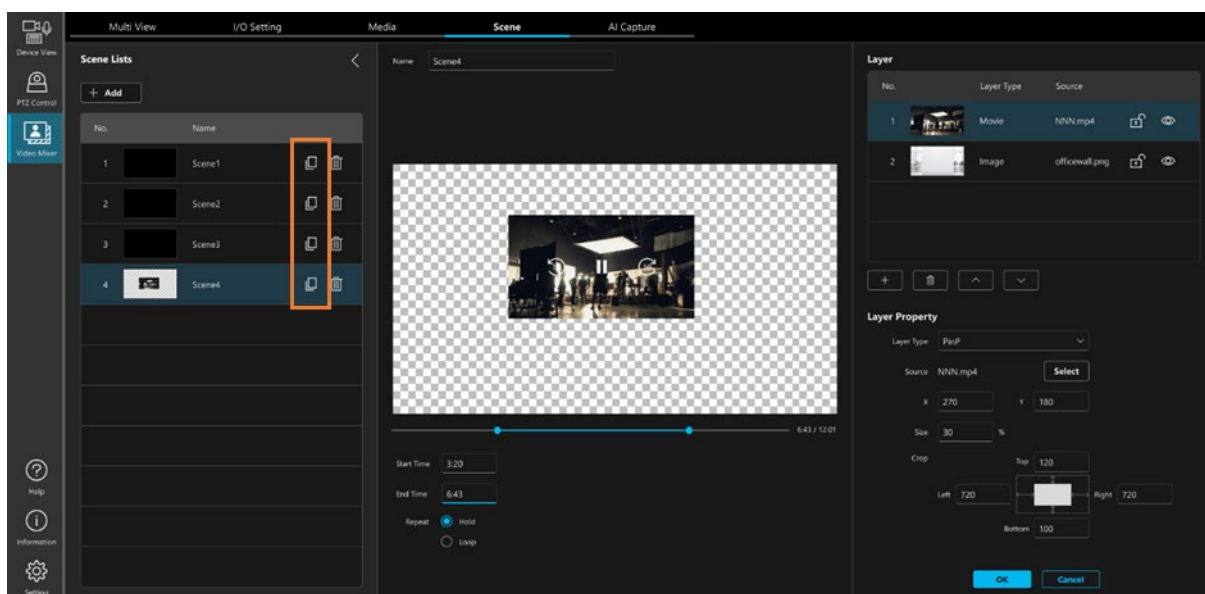 Device View
PTZ Control
Video Mixer
Help
Information
Setting
Multi View
I/O Setting
Media
Scene
AI Capture
Scene Lists
+ Add
No. Name
1 Scene1
2 Scene2
3 Scene3
4 Scene4
Name Scene4
6:43 / 12:01
Start Time 3:20
End Time 6:43
Repeat Hold
Loop
Layer
No. Layer Type Source
1 Movie NNN.mp4
2 Image officewall.png
Layer Property
Layer Type PinP
Source NNN.mp4 Select
X 270 Y 180
Size 30 %
Crop Top 120
Left 720 Right 720
Bottom 100
OK Cancel